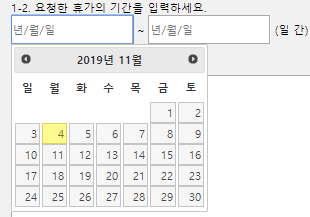 1-2. 요청한 휴가의 기간을 입력하세요.
년/월/일 ~ 년/월/일 (일 간)
2019년 11월
일 월 화 수 목 금 토
1 2
3 4 5 6 7 8 9
10 11 12 13 14 15 16
17 18 19 20 21 22 23
24 25 26 27 28 29 30